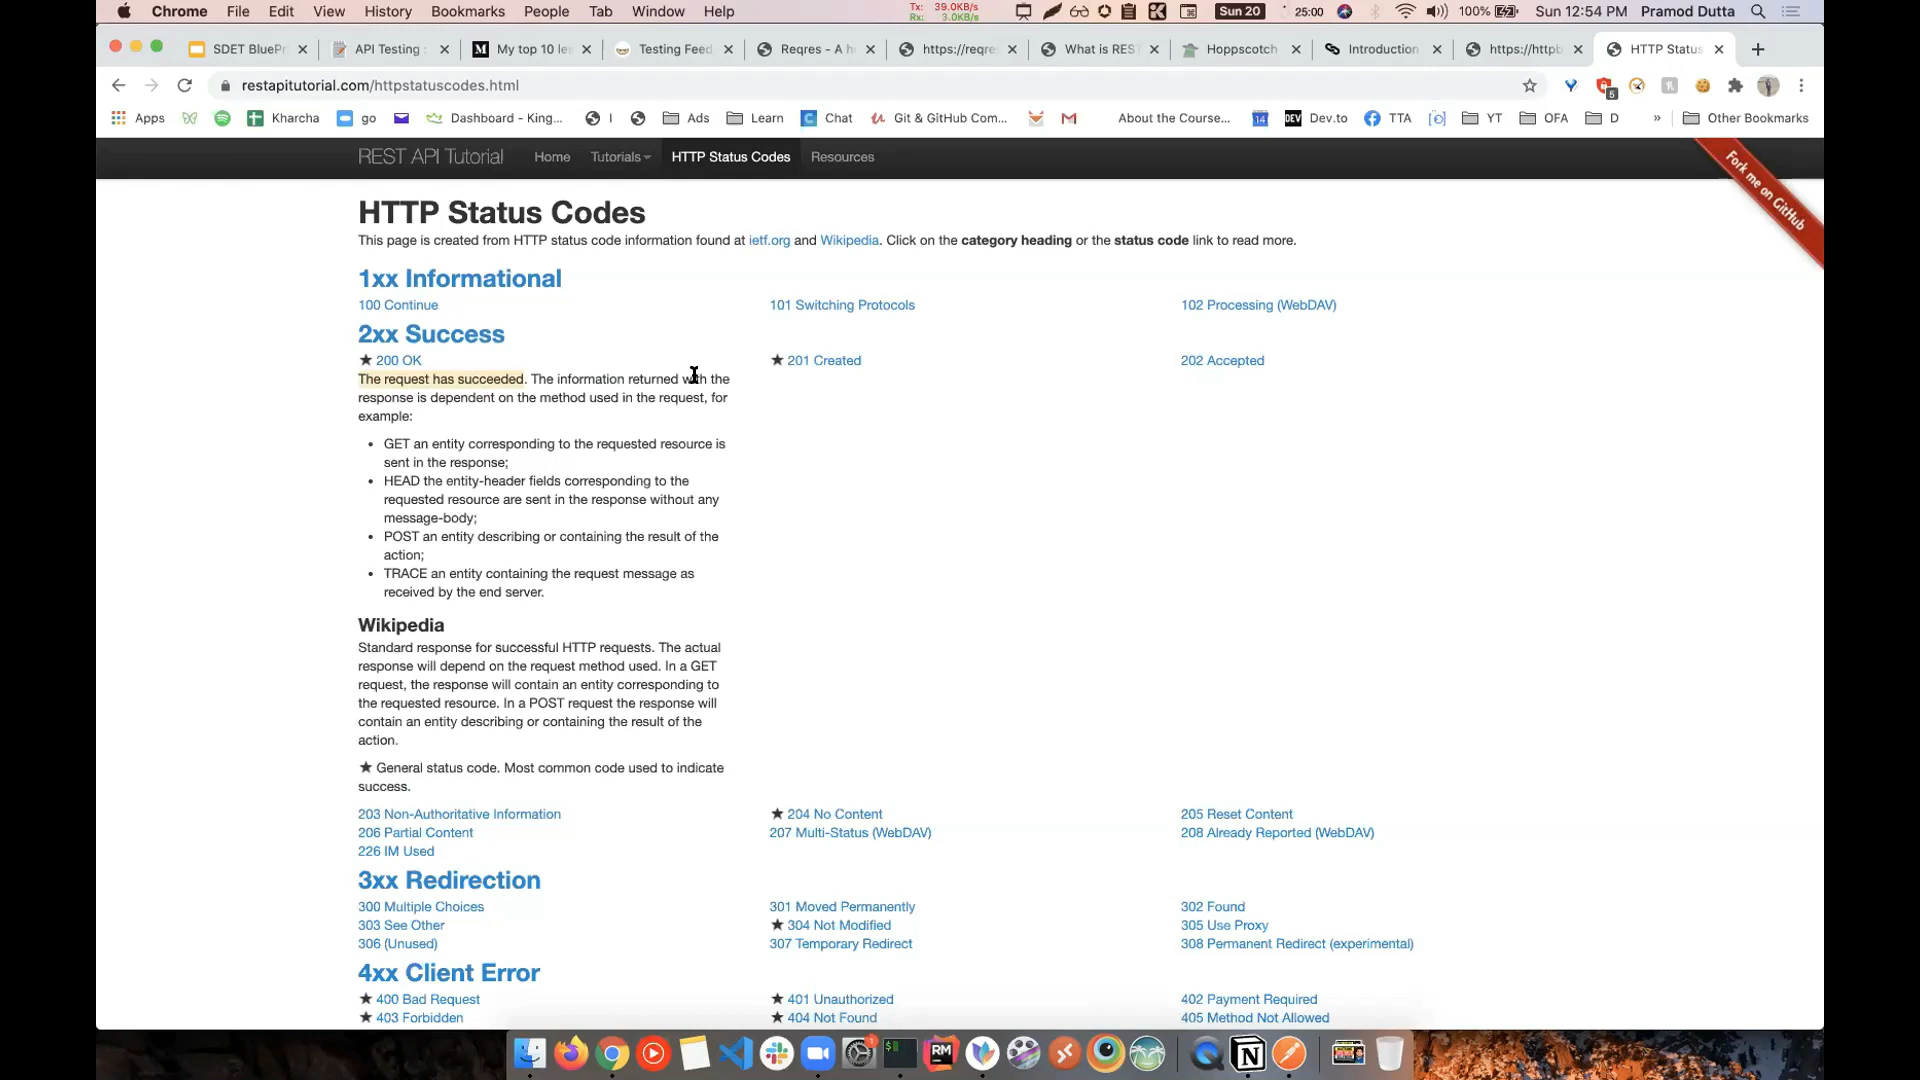 Chrome File Edit View History Bookmarks People Tab Window Help Tx: 39.0KB/s Rx: 3.0KB/s Sun 20 25:00 100% Sun 12:54 PM Pramod Dutta
SDET BluePr API Testing : My top 10 le Testing Feed Reqres - A h https://reqre What is REST Hoppscotch Introduction https://httpb HTTP Status
restapitutorial.com/httpstatuscodes.html 5
Apps Kharcha go Dashboard - King... I Ads Learn Chat Git & GitHub Com... About the Course... 14 DEV Dev.to TTA YT OFA D » Other Bookmarks
REST API Tutorial Home Tutorials HTTP Status Codes Resources
Fork me on GitHub
HTTP Status Codes
This page is created from HTTP status code information found at ietf.org and Wikipedia. Click on the category heading or the status code link to read more.
1xx Informational
100 Continue 101 Switching Protocols 102 Processing (WebDAV)
2xx Success
★ 200 OK ★ 201 Created 202 Accepted
The request has succeeded. The information returned with the
response is dependent on the method used in the request, for
example:
• GET an entity corresponding to the requested resource is
sent in the response;
• HEAD the entity-header fields corresponding to the
requested resource are sent in the response without any
message-body;
• POST an entity describing or containing the result of the
action;
• TRACE an entity containing the request message as
received by the end server.
Wikipedia
Standard response for successful HTTP requests. The actual
response will depend on the request method used. In a GET
request, the response will contain an entity corresponding to
the requested resource. In a POST request the response will
contain an entity describing or containing the result of the
action.
★ General status code. Most common code used to indicate
success.
203 Non-Authoritative Information ★ 204 No Content 205 Reset Content
206 Partial Content 207 Multi-Status (WebDAV) 208 Already Reported (WebDAV)
226 IM Used
3xx Redirection
300 Multiple Choices 301 Moved Permanently 302 Found
303 See Other ★ 304 Not Modified 305 Use Proxy
306 (Unused) 307 Temporary Redirect 308 Permanent Redirect (experimental)
4xx Client Error
★ 400 Bad Request ★ 401 Unauthorized 402 Payment Required
★ 403 Forbidden ★ 404 Not Found 405 Method Not Allowed
RM